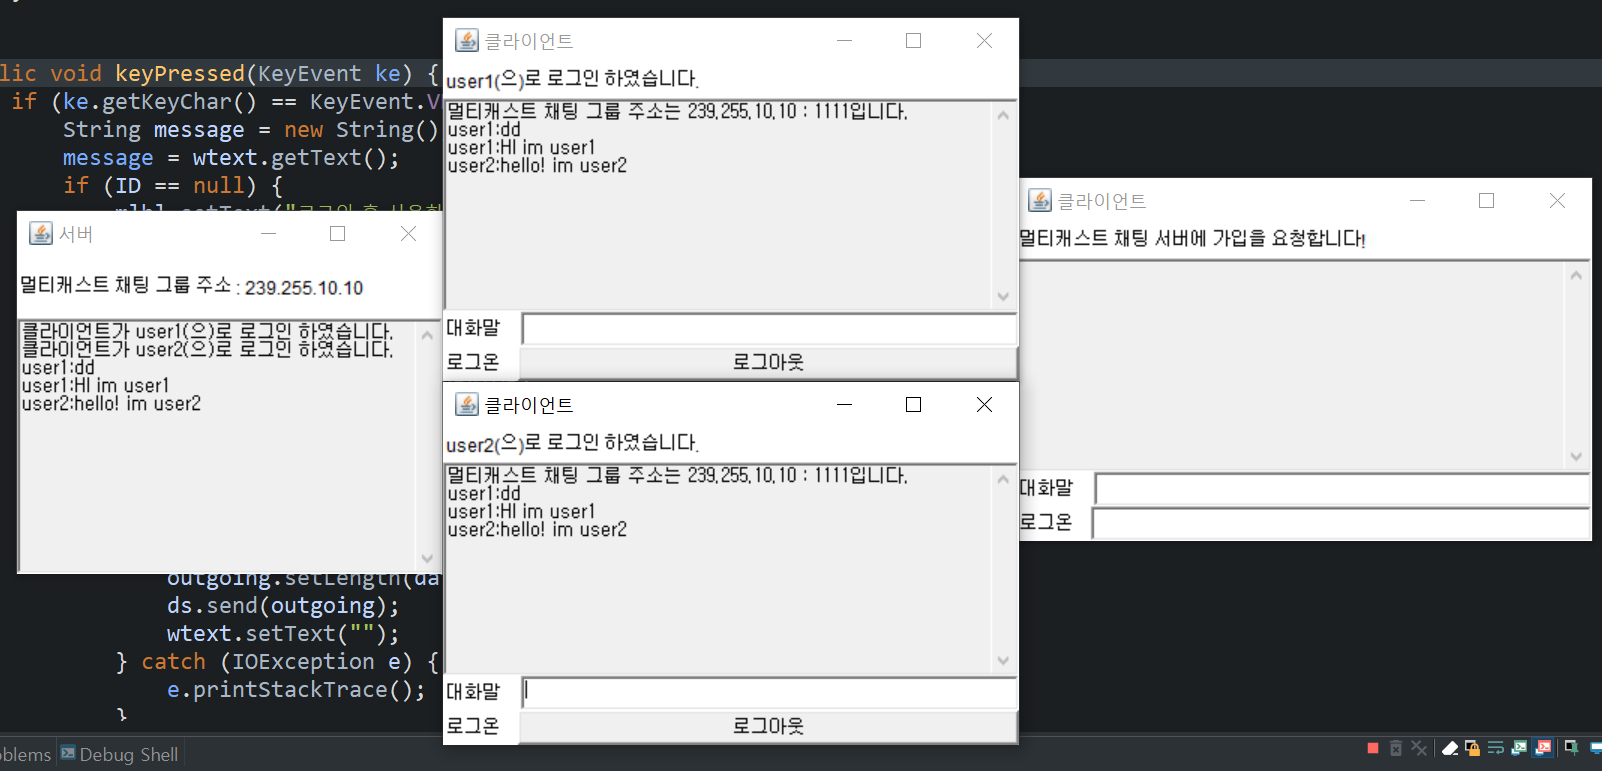 lic void keyPressed(KeyEvent ke) {
if (ke.getKeyChar() == KeyEvent.V
String message = new String()
message = wtext.getText();
if (ID == null) {
서버
멀티캐스트 채팅 그룹 주소 : 239.255.10.10
클라이언트가 user1(으)로 로그인 하였습니다.
클라이언트가 user2(으)로 로그인 하였습니다.
user1:dd
user1:HI im user1
user2:hello! im user2
outgoing.setLength(da
ds.send(outgoing);
wtext.setText("");
} catch (IOException e) {
e.printStackTrace();
}
클라이언트
user1(으)로 로그인 하였습니다.
멀티캐스트 채팅 그룹 주소는 239.255.10.10 : 1111입니다.
user1:dd
user1:HI im user1
user2:hello! im user2
대화말
로그온 로그아웃
클라이언트
user2(으)로 로그인 하였습니다.
멀티캐스트 채팅 그룹 주소는 239.255.10.10 : 1111입니다.
user1:dd
user1:HI im user1
user2:hello! im user2
대화말
로그온 로그아웃
클라이언트
멀티캐스트 채팅 서버에 가입을 요청합니다!
대화말
로그온
oblems Debug Shell